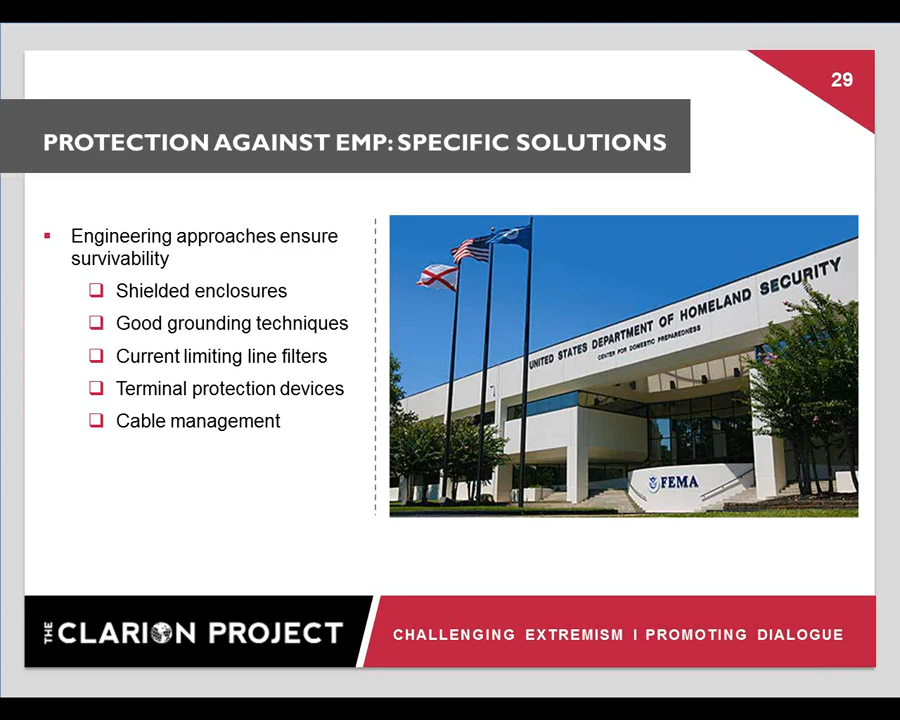 29
PROTECTION AGAINST EMP: SPECIFIC SOLUTIONS
Engineering approaches ensure
survivability
Shielded enclosures
Good grounding techniques
Current limiting line filters
Terminal protection devices
Cable management
UNITED STATES DEPARTMENT OF HOMELAND SECURITY
CENTER FOR DOMESTIC PREPAREDNESS
FEMA
THE CLARION PROJECT
CHALLENGING EXTREMISM | PROMOTING DIALOGUE